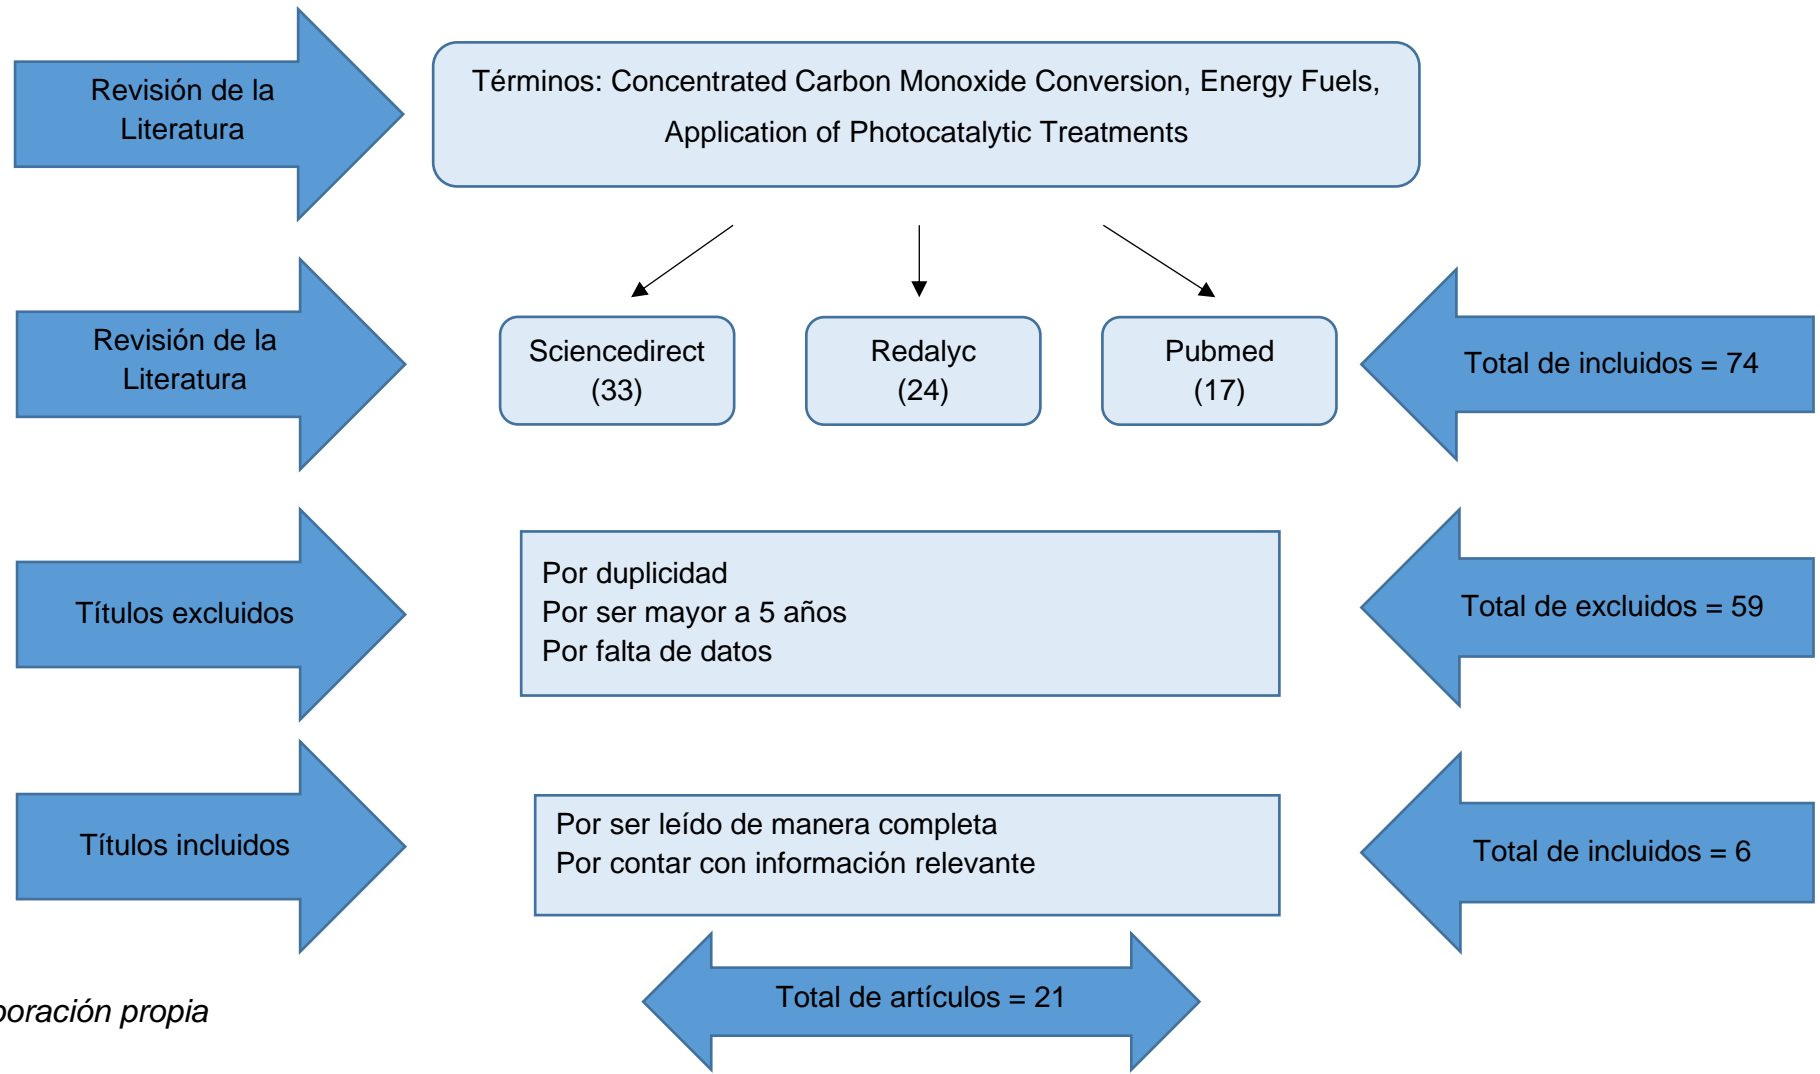 Revisión de la
Literatura
Términos: Concentrated Carbon Monoxide Conversion, Energy Fuels,
Application of Photocatalytic Treatments
Revisión de la
Literatura
Sciencedirect
(33)
Redalyc
(24)
Pubmed
(17)
Total de incluidos = 74
Títulos excluidos
Por duplicidad
Por ser mayor a 5 años
Por falta de datos
Total de excluidos = 59
Títulos incluidos
Por ser leído de manera completa
Por contar con información relevante
Total de incluidos = 6
Total de artículos = 21
boración propia